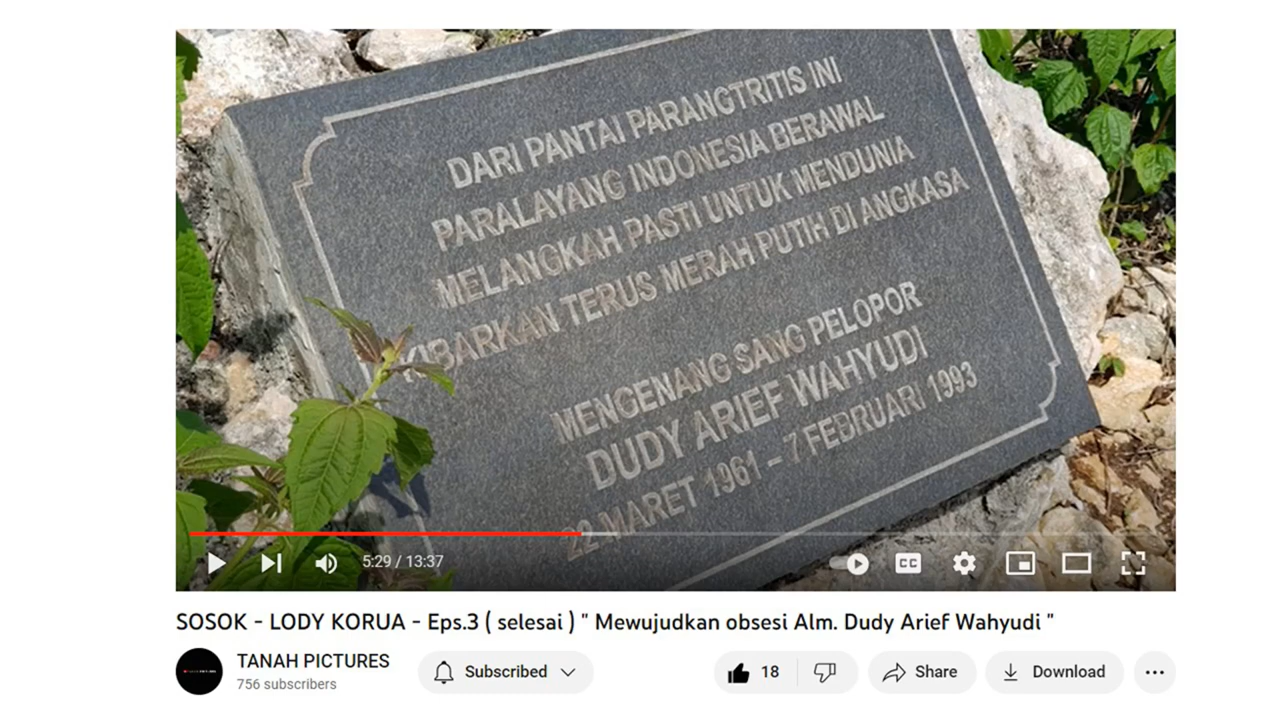 DARI PANTAI PARANGTRITIS INI
PARALAYANG INDONESIA BERAWAL
MELANGKAH PASTI UNTUK MENDUNIA
KIBARKAN TERUS MERAH PUTIH DI ANGKASA
MENGENANG SANG PELOPOR
DUDY ARIEF WAHYUDI
22 MARET 1961 – 7 FEBRUARI 1993
5:29 / 13:37
CC
SOSOK - LODY KORUA - Eps.3 ( selesai ) " Mewujudkan obsesi Alm. Dudy Arief Wahyudi "
TANAH PICTURES
756 subscribers
Subscribed
18
Share
Download